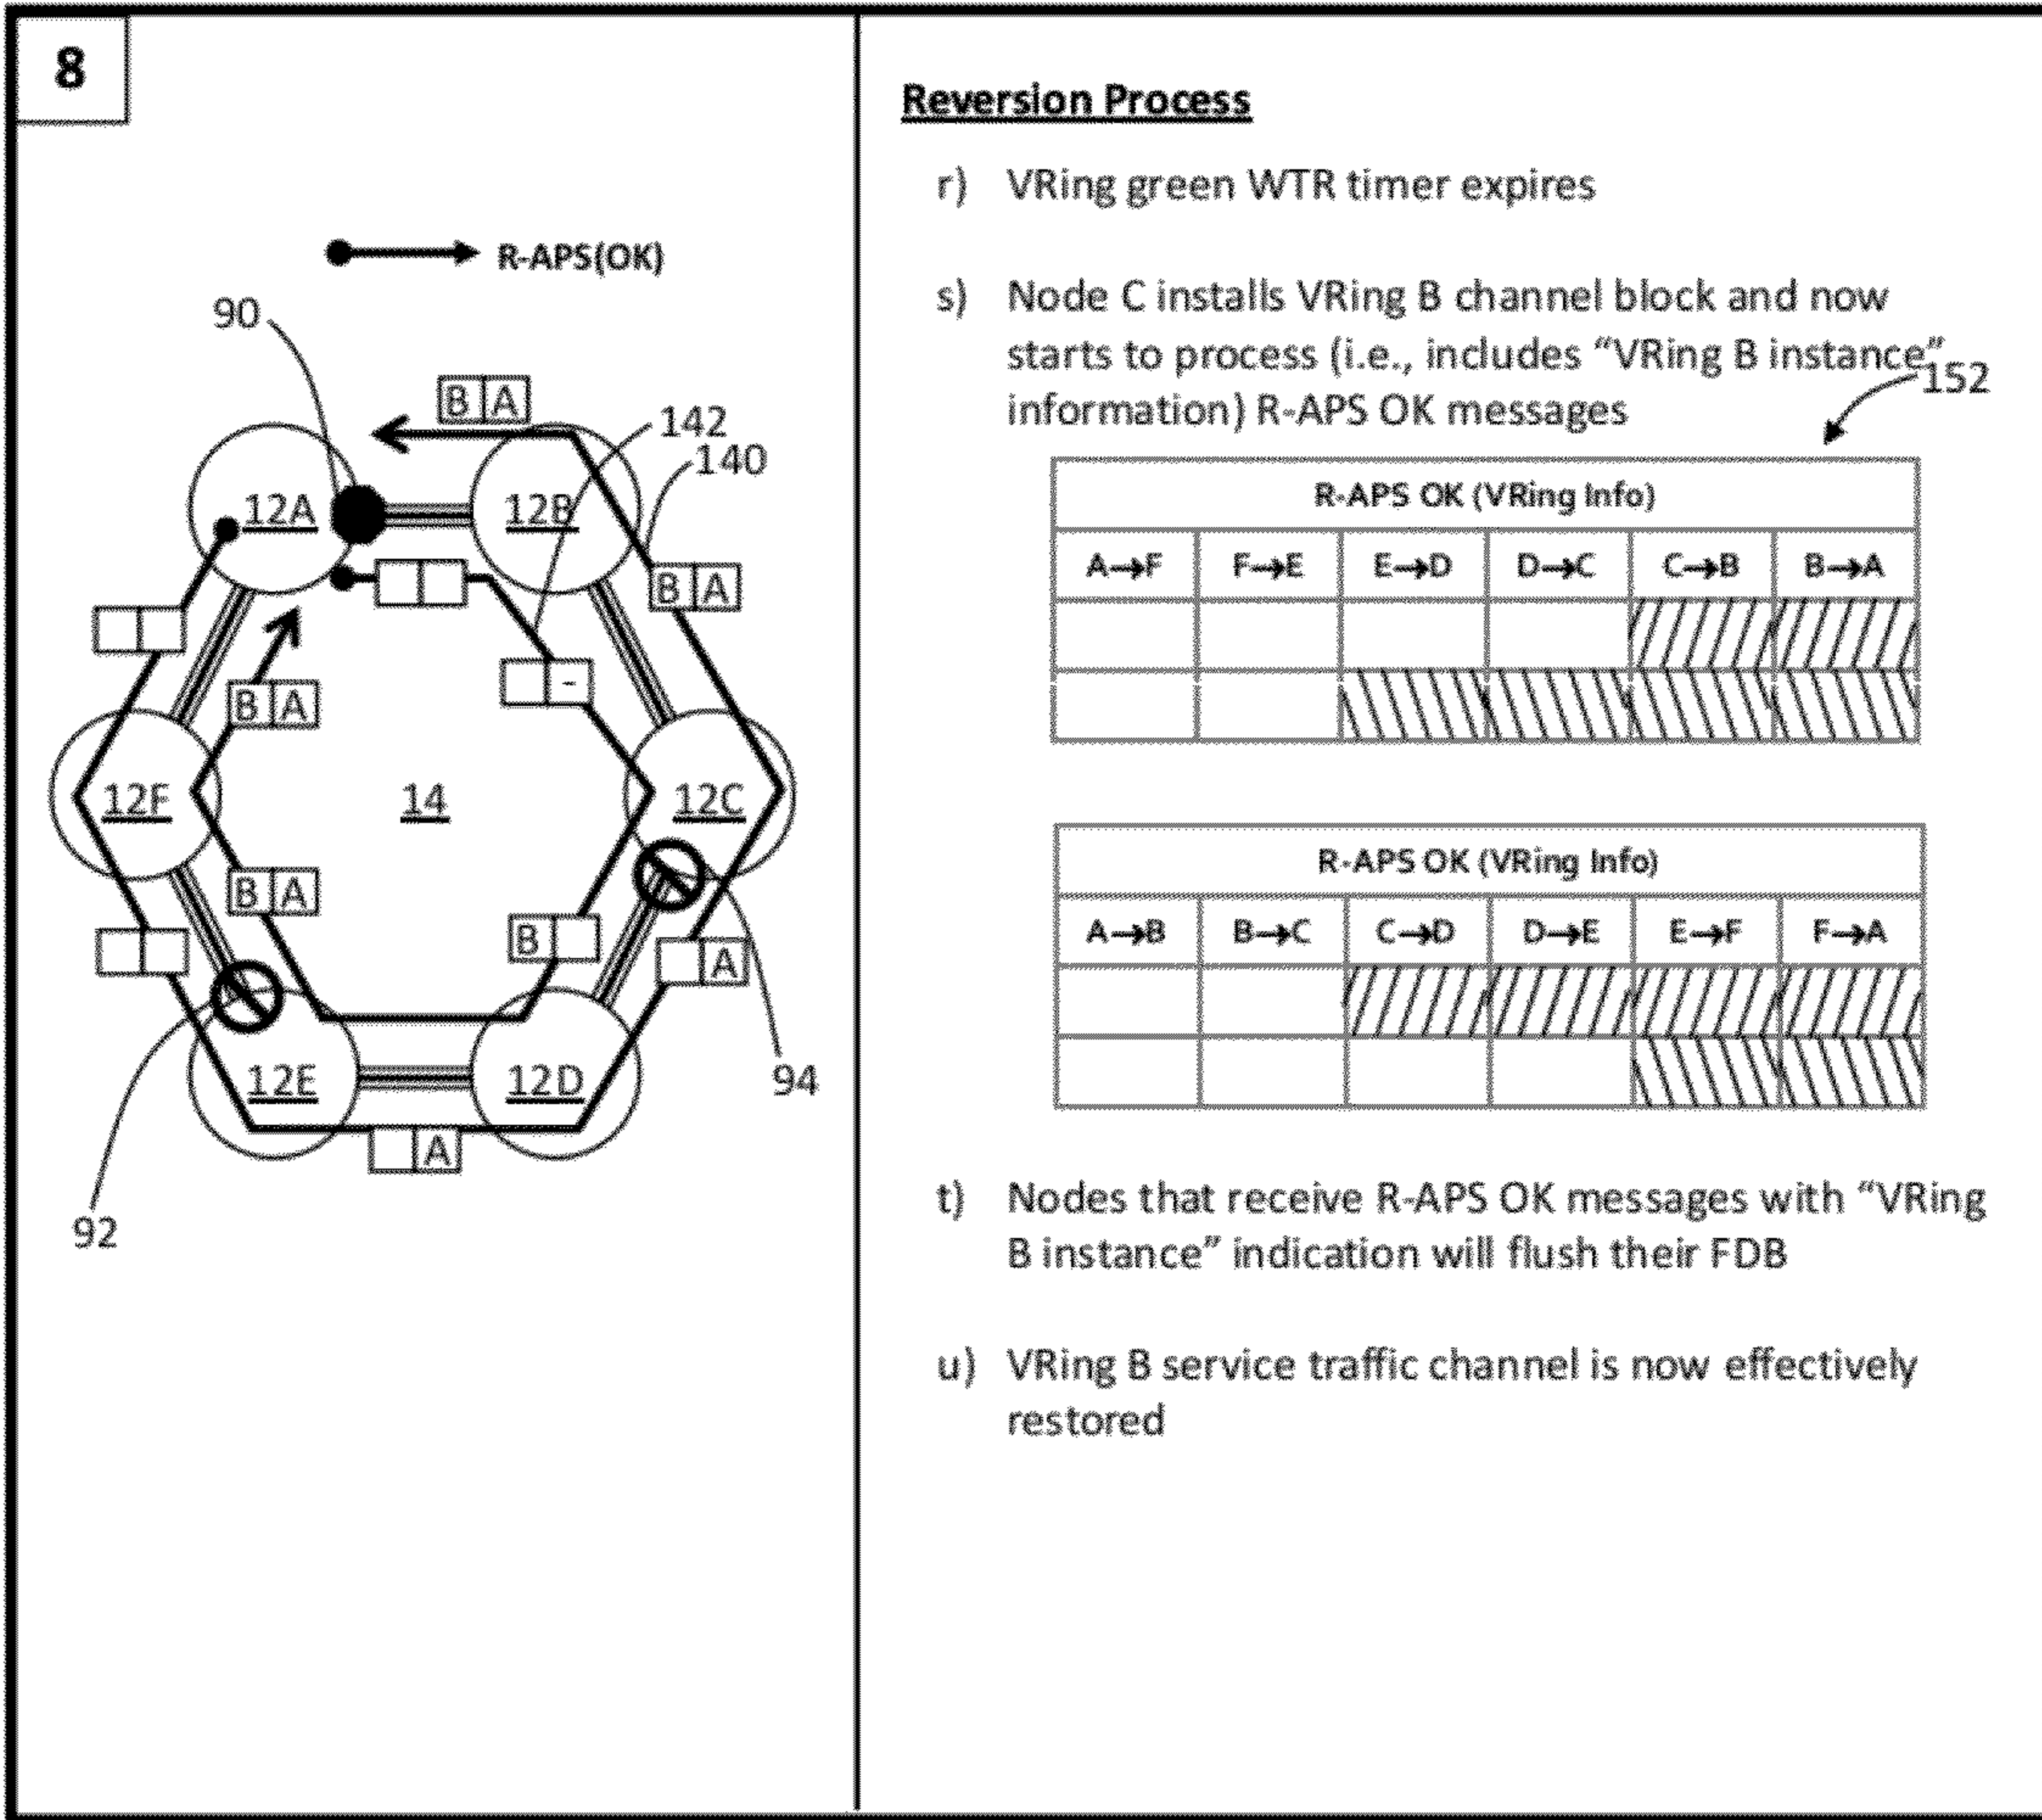 8
R-APS(OK)
90
B A
142
140
12A
12B
B A
-
B A
12F
14
12C
B A
B
A
94
12E
12D
A
92
Reversion Process
r) VRing green WTR timer expires
s) Node C installs VRing B channel block and now
starts to process (i.e., includes “VRing B instance”
information) R-APS OK messages
152
R-APS OK (VRing Info)
A→F F→E E→D D→C C→B B→A
R-APS OK (VRing Info)
A→B B→C C→D D→E E→F F→A
t) Nodes that receive R-APS OK messages with “VRing
B instance” indication will flush their FDB
u) VRing B service traffic channel is now effectively
restored